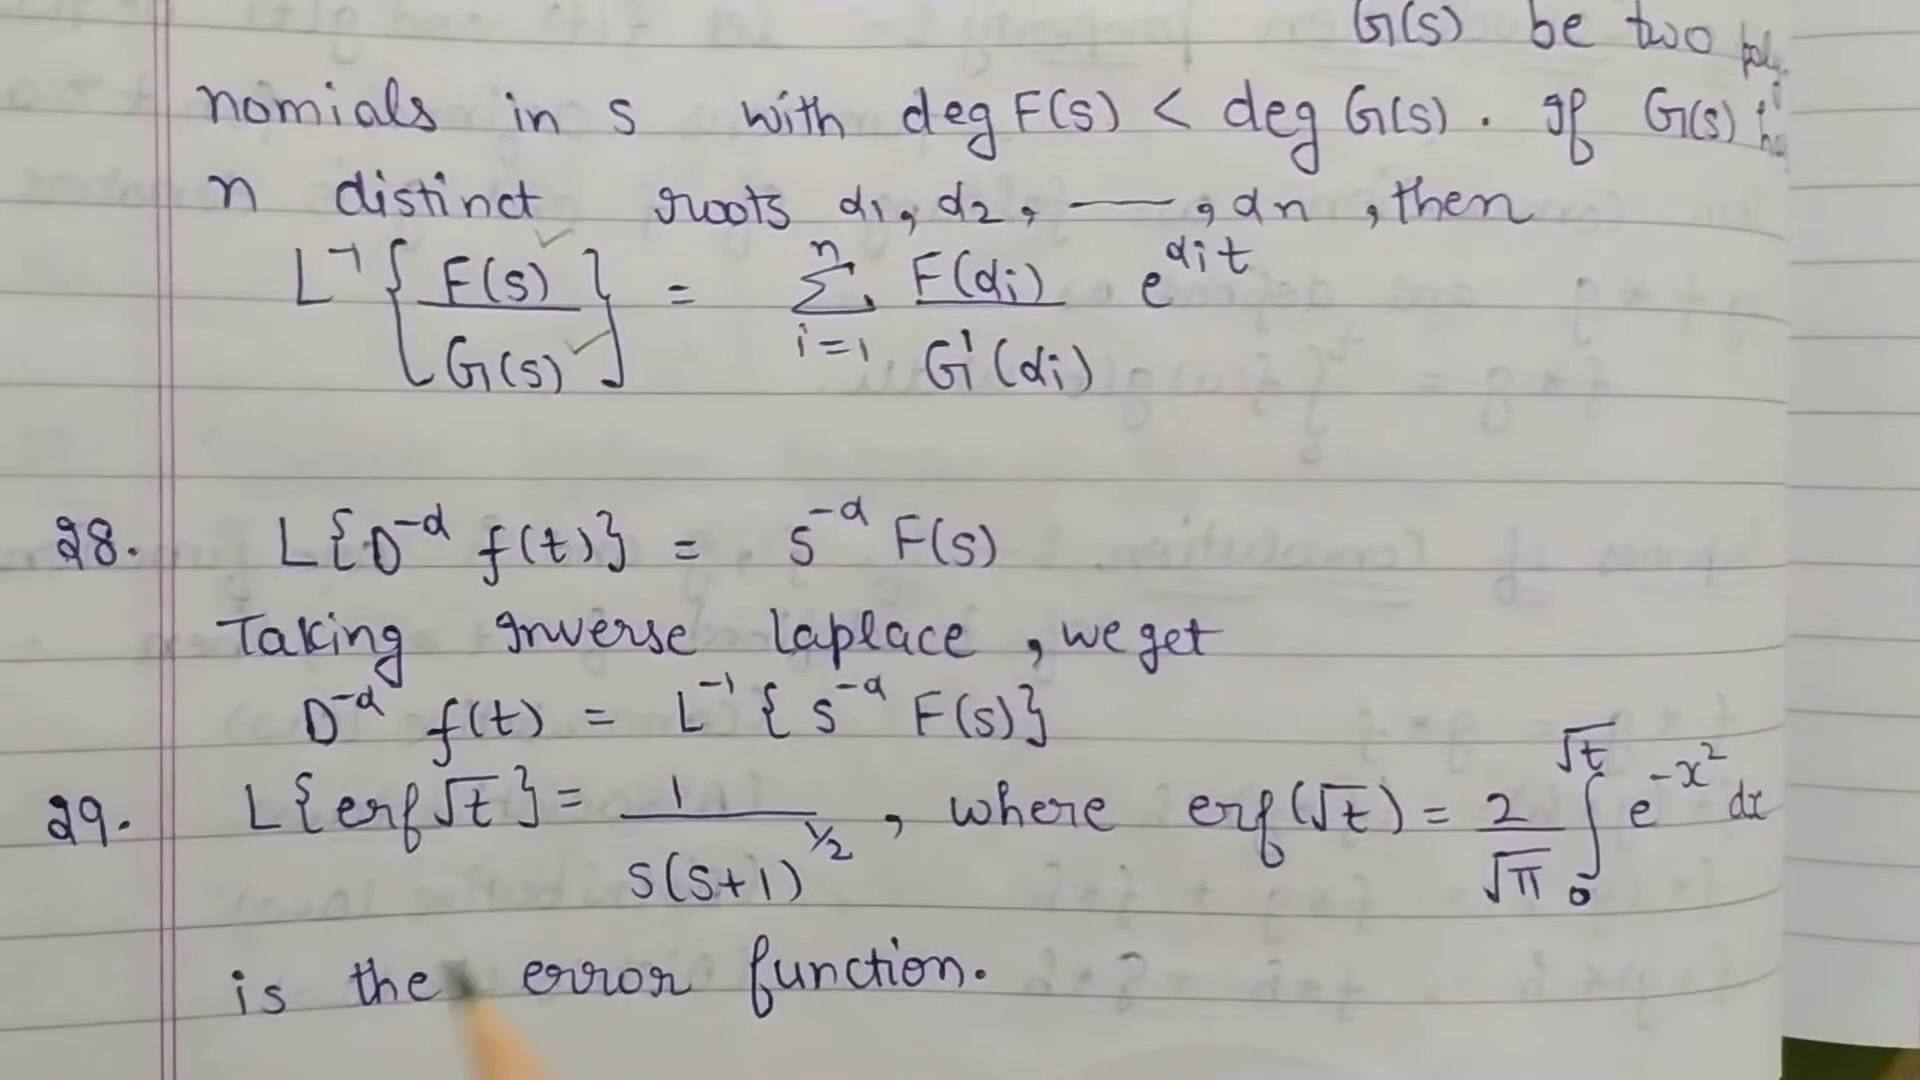 G(s) be two poly-
nomials in s with deg F(s) < deg G(s). If G(s) has
n distinct roots α1, α2, —, αn, then
L⁻¹ { F(s) / G(s) } = ∑ᵢ₌₁ⁿ F(αi) / G'(αi) e^(αi t)
28. L{D^-α f(t)} = s^-α F(s)
Taking Inverse laplace, we get
D^-α f(t) = L^-1 {s^-α F(s)}
29. L{erf√t} = 1 / s(s+1)^1/2, where erf(√t) = 2/√π ∫₀^√t e^-x² dx
is the error function.